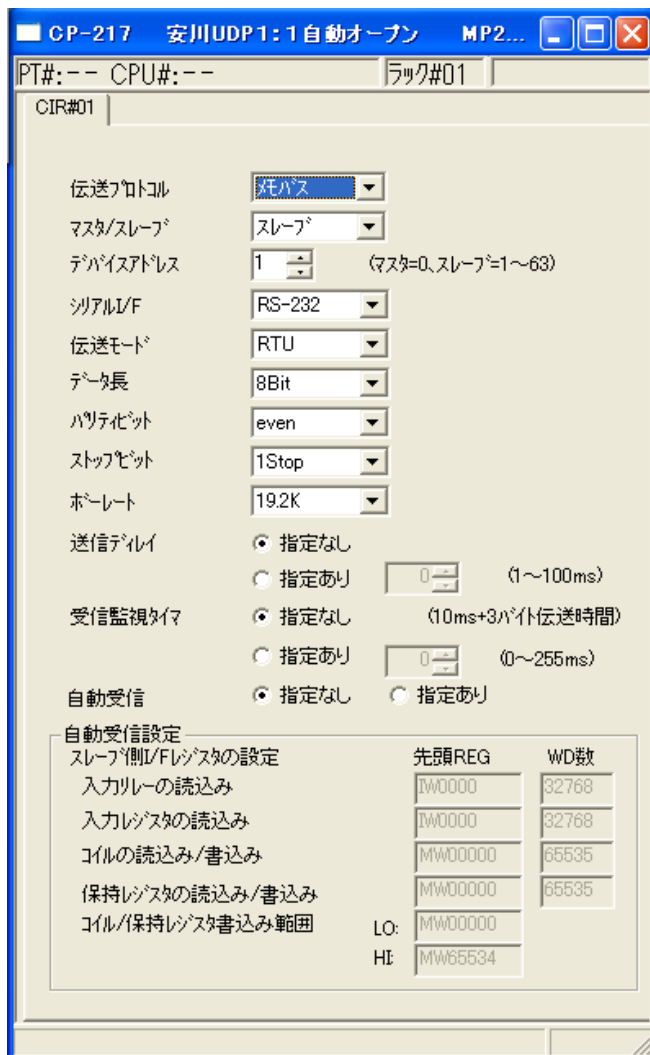 CP-217 安川UDP1:1自動オープン MP2...
PT#:-- CPU#:-- ラック#01
CIR#01
伝送プロトコル メモバス
マスタ/スレーブ スレーブ
デバイスアドレス 1 (マスタ=0、スレーブ=1～63)
シリアルI/F RS-232
伝送モード RTU
データ長 8Bit
パリティビット even
ストップビット 1Stop
ボーレート 19.2K
送信ディレイ 指定なし
指定あり 0 (1～100ms)
受信監視タイマ 指定なし (10ms+3バイト伝送時間)
指定あり 0 (0～255ms)
自動受信 指定なし 指定あり
自動受信設定
スレーブ側I/Fレジスタの設定 先頭REG WD数
入力リレーの読込み IW0000 32768
入力レジスタの読込み IW0000 32768
コイルの読込み/書込み MW00000 65535
保持レジスタの読込み/書込み MW00000 65535
コイル/保持レジスタ書込み範囲 LO: MW00000
HI: MW65534